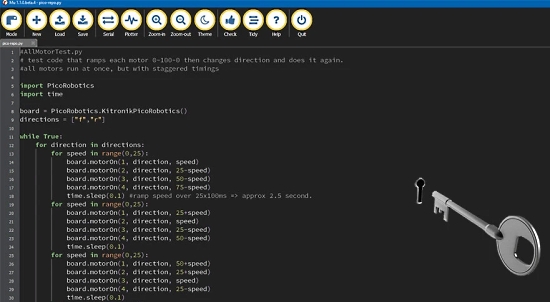 Mu 1.1.0.beta.4 - pico-repo.py
Mode New Load Save Serial Plotter Zoom-in Zoom-out Theme Check Tidy Help Quit
pico-repo.py
1 #AllMotorTest.py
2 # test code that ramps each motor 0-100-0 then changes direction and does it again.
3 #all motors run at once, but with staggered timings
4
5 import PicoRobotics
6 import time
7
8 board = PicoRobotics.KitronikPicoRobotics()
9 directions = ["f","r"]
10
11 while True:
12 for direction in directions:
13 for speed in range(0,25):
14 board.motorOn(1, direction, speed)
15 board.motorOn(2, direction, 25-speed)
16 board.motorOn(3, direction, 50-speed)
17 board.motorOn(4, direction, 75-speed)
18 time.sleep(0.1) #ramp speed over 25x100ms => approx 2.5 second.
19 for speed in range(0,25):
20 board.motorOn(1, direction, 25+speed)
21 board.motorOn(2, direction, speed)
22 board.motorOn(3, direction, 25-speed)
23 board.motorOn(4, direction, 50-speed)
24 time.sleep(0.1)
25 for speed in range(0,25):
26 board.motorOn(1, direction, 50+speed)
27 board.motorOn(2, direction, 25+speed)
28 board.motorOn(3, direction, speed)
29 board.motorOn(4, direction, 25-speed)
30 time.sleep(0.1)